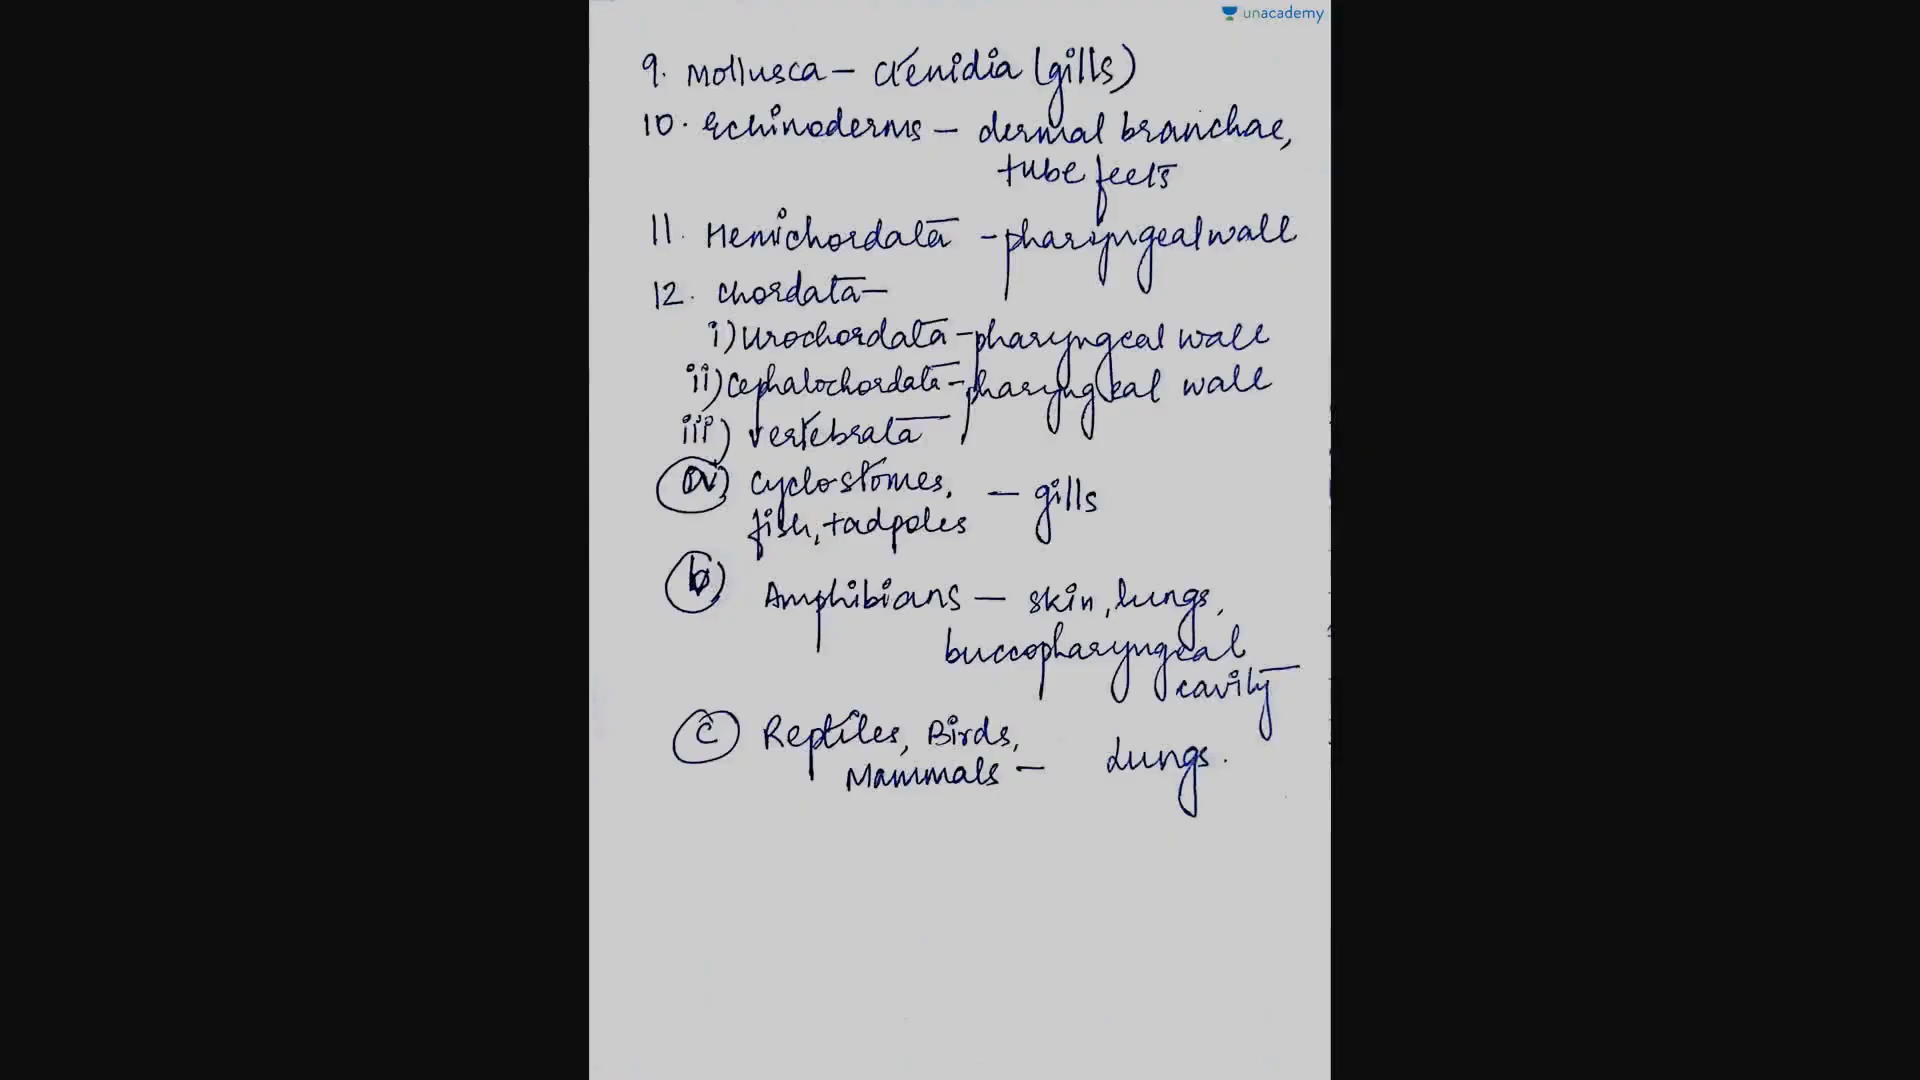 unacademy
9. Mollusca - Ctenidia (gills)
10. Echinoderms - dermal branchae,
tube feets
11. Hemichordata - pharyngeal wall
12. Chordata-
i) Urochordata - pharyngeal wall
ii) Cephalochordata - pharyngeal wall
iii) vertebrata
a) Cyclostomes, - gills
fish, tadpoles
b Amphibians - skin, lungs,
buccopharyngeal
cavity
c Reptiles, Birds,
Mammals - Lungs.